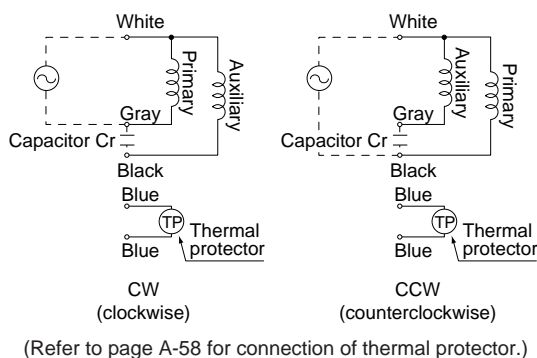 White
Primary
Auxiliary
Gray
Capacitor Cr
Black
Blue
TP
Thermal
protector
Blue
CW
(clockwise)
White
Auxiliary
Primary
Gray
Capacitor Cr
Black
Blue
TP
Thermal
protector
Blue
CCW
(counterclockwise)
(Refer to page A-58 for connection of thermal protector.)